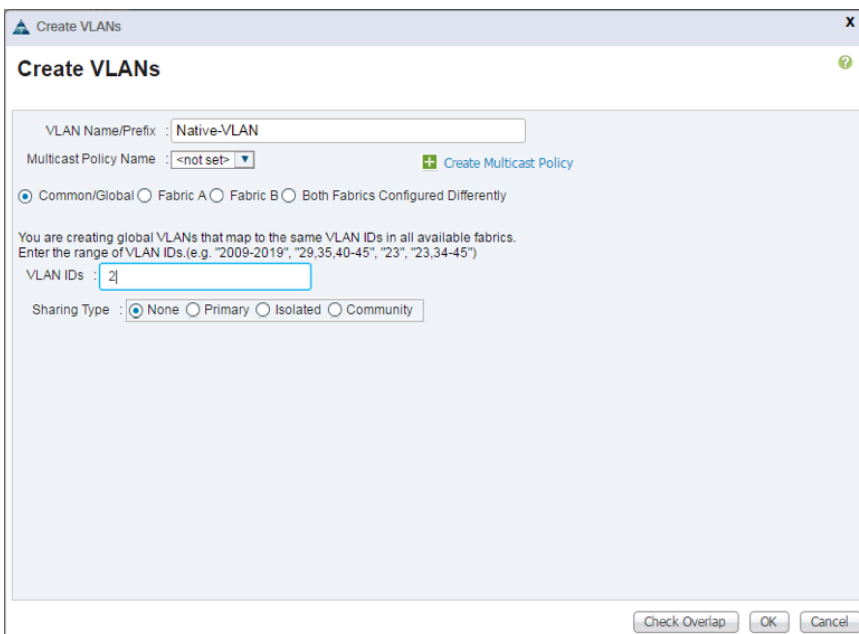 Create VLANs X
Create VLANs ?
VLAN Name/Prefix : Native-VLAN
Multicast Policy Name : <not set> Create Multicast Policy
Common/Global Fabric A Fabric B Both Fabrics Configured Differently
You are creating global VLANs that map to the same VLAN IDs in all available fabrics.
Enter the range of VLAN IDs.(e.g. "2009-2019", "29,35,40-45", "23", "23,34-45")
VLAN IDs : 2
Sharing Type : None Primary Isolated Community
Check Overlap OK Cancel